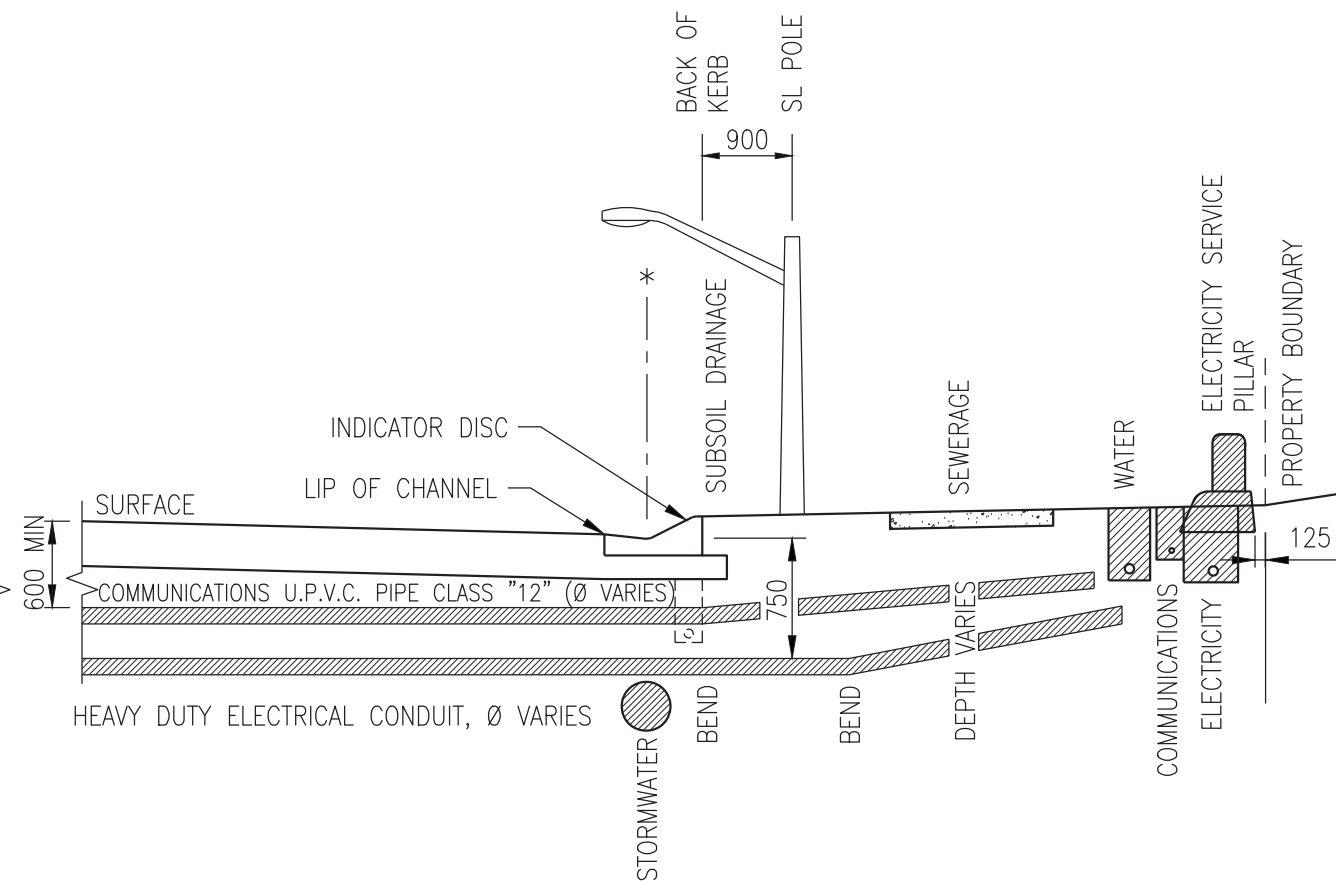 BACK OF
KERB
SL POLE
900
ELECTRICITY SERVICE
PILLAR
PROPERTY BOUNDARY
*
SUBSOIL DRAINAGE
INDICATOR DISC
SEWERAGE
WATER
LIP OF CHANNEL
SURFACE
600 MIN
125
COMMUNICATIONS U.P.V.C. PIPE CLASS "12" (Ø VARIES)
750
DEPTH VARIES
COMMUNICATIONS
ELECTRICITY
HEAVY DUTY ELECTRICAL CONDUIT, Ø VARIES
BEND
BEND
STORMWATER